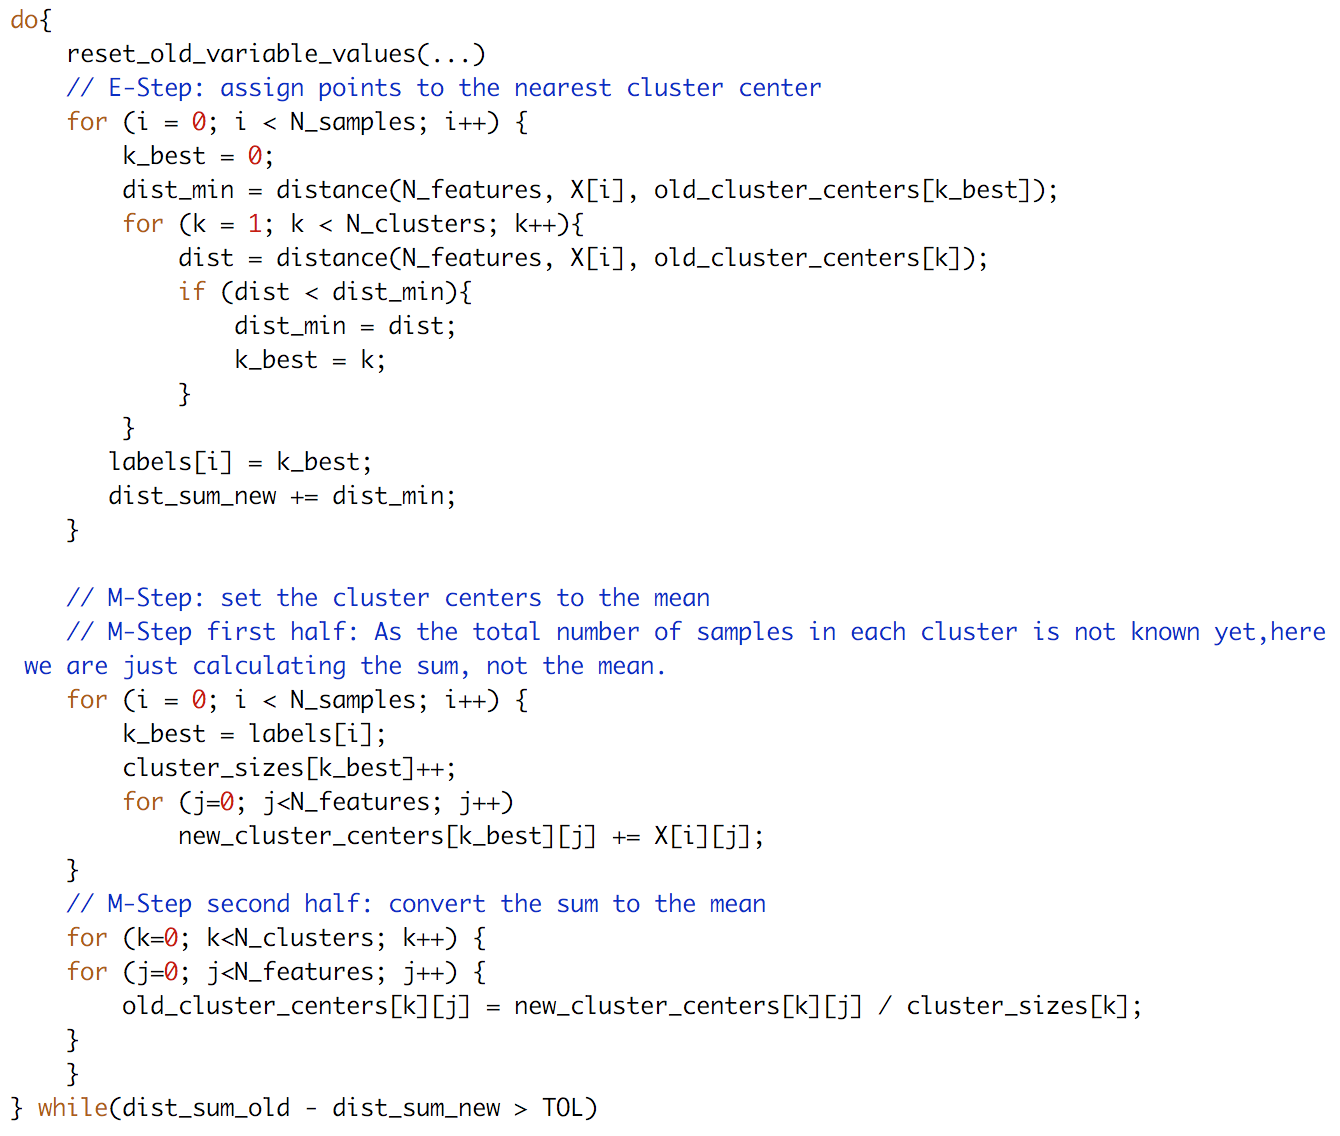 do{
    reset_old_variable_values(...)
    // E-Step: assign points to the nearest cluster center
    for (i = 0; i < N_samples; i++) {
        k_best = 0;
        dist_min = distance(N_features, X[i], old_cluster_centers[k_best]);
        for (k = 1; k < N_clusters; k++){
            dist = distance(N_features, X[i], old_cluster_centers[k]);
            if (dist < dist_min){
                dist_min = dist;
                k_best = k;
            }
        }
       labels[i] = k_best;
       dist_sum_new += dist_min;
    }

    // M-Step: set the cluster centers to the mean
    // M-Step first half: As the total number of samples in each cluster is not known yet,here
 we are just calculating the sum, not the mean.
    for (i = 0; i < N_samples; i++) {
        k_best = labels[i];
        cluster_sizes[k_best]++;
        for (j=0; j<N_features; j++)
            new_cluster_centers[k_best][j] += X[i][j];
    }
    // M-Step second half: convert the sum to the mean
    for (k=0; k<N_clusters; k++) {
    for (j=0; j<N_features; j++) {
        old_cluster_centers[k][j] = new_cluster_centers[k][j] / cluster_sizes[k];
    }
    }
} while(dist_sum_old - dist_sum_new > TOL)